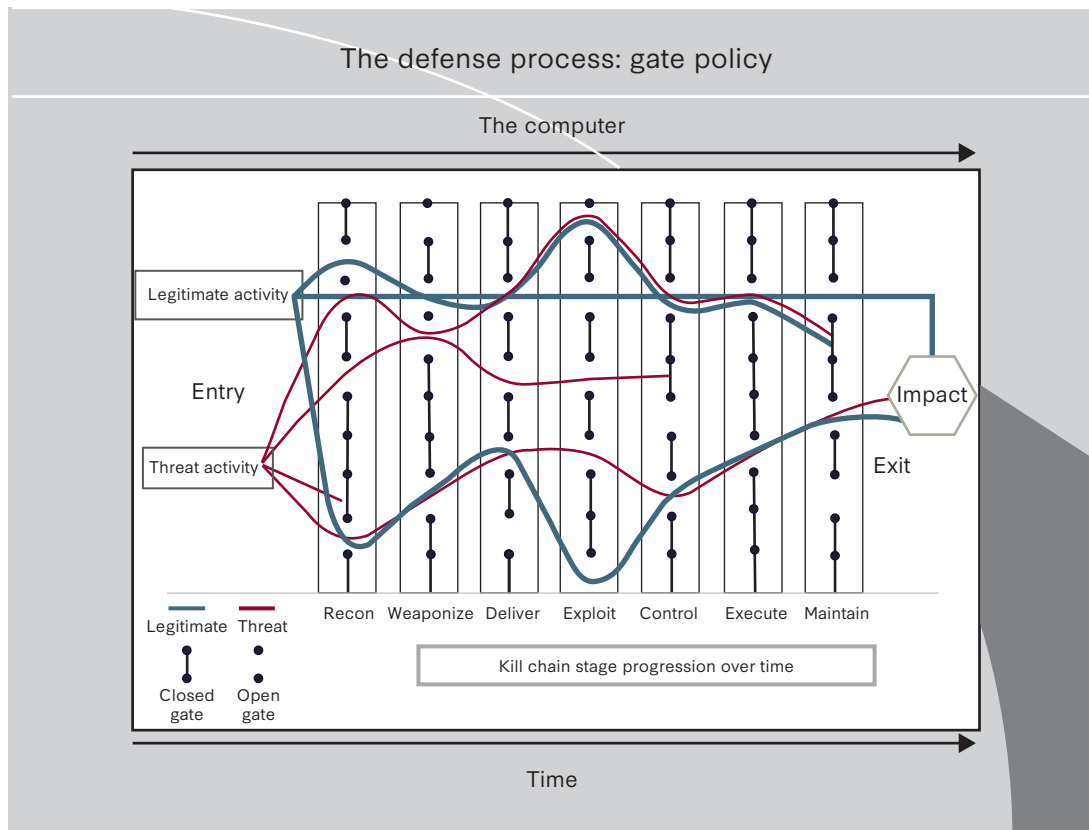 The defense process: gate policy
The computer
Legitimate activity
Entry
Threat activity
Impact
Exit
Recon
Weaponize
Deliver
Exploit
Control
Execute
Maintain
Legitimate
Threat
Closed
gate
Open
gate
Kill chain stage progression over time
Time